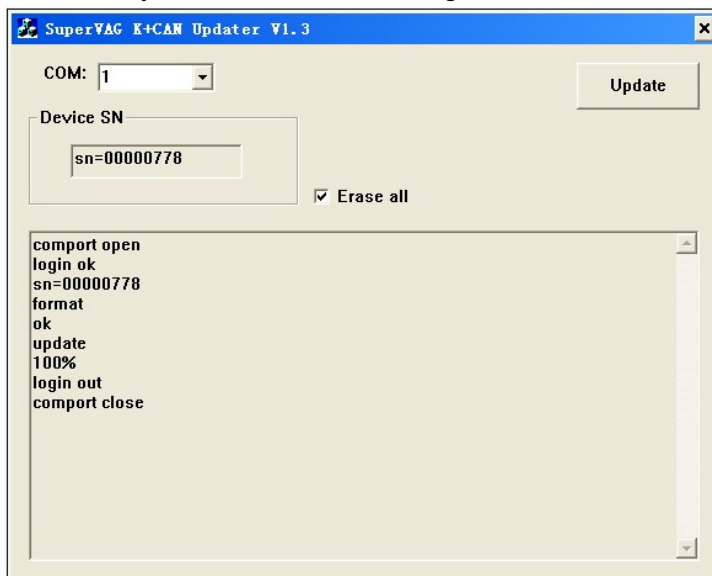 SuperVAG K+CAN Updater V1.3
COM: 1
Update
Device SN
sn=00000778
Erase all
comport open
login ok
sn=00000778
format
ok
update
100%
login out
comport close